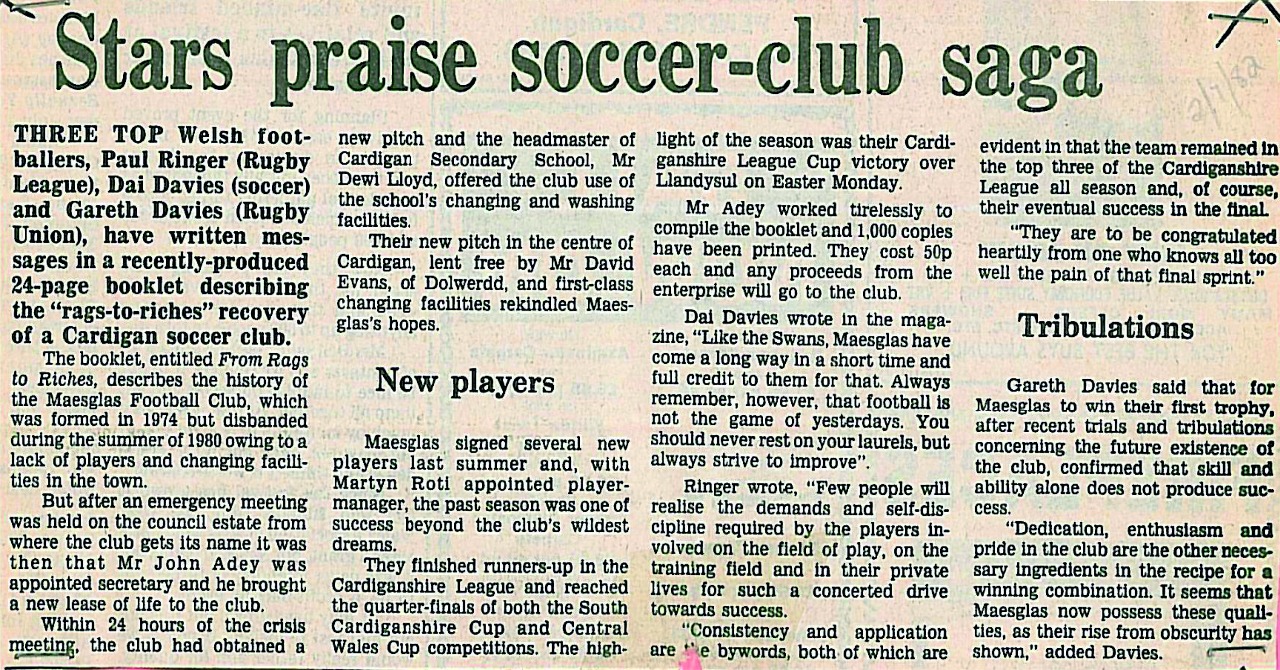 Stars praise soccer-club saga
2/7/82
THREE TOP Welsh foot-
ballers, Paul Ringer (Rugby
League), Dai Davies (soccer)
and Gareth Davies (Rugby
Union), have written mes-
sages in a recently-produced
24-page booklet describing
the "rags-to-riches" recovery
of a Cardigan soccer club.
The booklet, entitled From Rags
to Riches, describes the history of
the Maesglas Football Club, which
was formed in 1974 but disbanded
during the summer of 1980 owing to a
lack of players and changing facili-
ties in the town.
But after an emergency meeting
was held on the council estate from
where the club gets its name it was
then that Mr John Adey was
appointed secretary and he brought
a new lease of life to the club.
Within 24 hours of the crisis
meeting, the club had obtained a
new pitch and the headmaster of
Cardigan Secondary School, Mr
Dewi Lloyd, offered the club use of
the school's changing and washing
facilities.
Their new pitch in the centre of
Cardigan, lent free by Mr David
Evans, of Dolwerdd, and first-class
changing facilities rekindled Maes-
glas's hopes.
New players
Maesglas signed several new
players last summer and, with
Martyn Roti appointed player-
manager, the past season was one of
success beyond the club's wildest
dreams.
They finished runners-up in the
Cardiganshire League and reached
the quarter-finals of both the South
Cardiganshire Cup and Central
Wales Cup competitions. The high-
light of the season was their Cardi-
ganshire League Cup victory over
Llandysul on Easter Monday.
Mr Adey worked tirelessly to
compile the booklet and 1,000 copies
have been printed. They cost 50p
each and any proceeds from the
enterprise will go to the club.
Dai Davies wrote in the maga-
zine, "Like the Swans, Maesglas have
come a long way in a short time and
full credit to them for that. Always
remember, however, that football is
not the game of yesterdays. You
should never rest on your laurels, but
always strive to improve".
Ringer wrote, "Few people will
realise the demands and self-dis-
cipline required by the players in-
volved on the field of play, on the
training field and in their private
lives for such a concerted drive
towards success.
"Consistency and application
are the bywords, both of which are
evident in that the team remained in
the top three of the Cardiganshire
League all season and, of course,
their eventual success in the final.
"They are to be congratulated
heartily from one who knows all too
well the pain of that final sprint."
Tribulations
Gareth Davies said that for
Maesglas to win their first trophy,
after recent trials and tribulations
concerning the future existence of
the club, confirmed that skill and
ability alone does not produce suc-
cess.
"Dedication, enthusiasm and
pride in the club are the other neces-
sary ingredients in the recipe for a
winning combination. It seems that
Maesglas now possess these quali-
ties, as their rise from obscurity has
shown," added Davies.